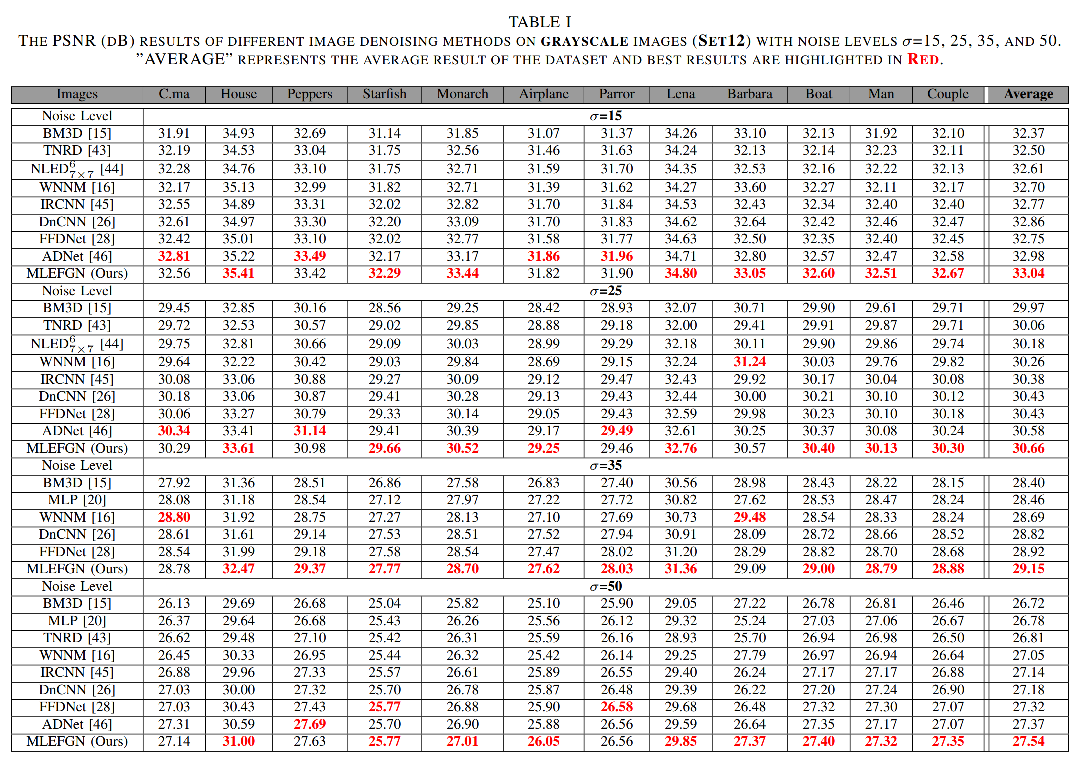 TABLE I
THE PSNR (DB) RESULTS OF DIFFERENT IMAGE DENOISING METHODS ON GRAYSCALE IMAGES (SET12) WITH NOISE LEVELS σ=15, 25, 35, AND 50.
"AVERAGE" REPRESENTS THE AVERAGE RESULT OF THE DATASET AND BEST RESULTS ARE HIGHLIGHTED IN RED.
Images C.ma House Peppers Starfish Monarch Airplane Parror Lena Barbara Boat Man Couple Average
Noise Level σ=15
BM3D [15] 31.91 34.93 32.69 31.14 31.85 31.07 31.37 34.26 33.10 32.13 31.92 32.10 32.37
TNRD [43] 32.19 34.53 33.04 31.75 32.56 31.46 31.63 34.24 32.13 32.14 32.23 32.11 32.50
NLED⁶₇ₓ₇ [44] 32.28 34.76 33.10 31.75 32.71 31.59 31.70 34.35 32.53 32.16 32.22 32.13 32.61
WNNM [16] 32.17 35.13 32.99 31.82 32.71 31.39 31.62 34.27 33.60 32.27 32.11 32.17 32.70
IRCNN [45] 32.55 34.89 33.31 32.02 32.82 31.70 31.84 34.53 32.43 32.34 32.40 32.40 32.77
DnCNN [26] 32.61 34.97 33.30 32.20 33.09 31.70 31.83 34.62 32.64 32.42 32.46 32.47 32.86
FFDNet [28] 32.42 35.01 33.10 32.02 32.77 31.58 31.77 34.63 32.50 32.35 32.40 32.45 32.75
ADNet [46] 32.81 35.22 33.49 32.17 33.17 31.86 31.96 34.71 32.80 32.57 32.47 32.58 32.98
MLEFGN (Ours) 32.56 35.41 33.42 32.29 33.44 31.82 31.90 34.80 33.05 32.60 32.51 32.67 33.04
Noise Level σ=25
BM3D [15] 29.45 32.85 30.16 28.56 29.25 28.42 28.93 32.07 30.71 29.90 29.61 29.71 29.97
TNRD [43] 29.72 32.53 30.57 29.02 29.85 28.88 29.18 32.00 29.41 29.91 29.87 29.71 30.06
NLED⁶₇ₓ₇ [44] 29.75 32.81 30.66 29.09 30.03 28.99 29.29 32.18 30.11 29.90 29.86 29.74 30.18
WNNM [16] 29.64 32.22 30.42 29.03 29.84 28.69 29.15 32.24 31.24 30.03 29.76 29.82 30.26
IRCNN [45] 30.08 33.06 30.88 29.27 30.09 29.12 29.47 32.43 29.92 30.17 30.04 30.08 30.38
DnCNN [26] 30.18 33.06 30.87 29.41 30.28 29.13 29.43 32.44 30.00 30.21 30.10 30.12 30.43
FFDNet [28] 30.06 33.27 30.79 29.33 30.14 29.05 29.43 32.59 29.98 30.23 30.10 30.18 30.43
ADNet [46] 30.34 33.41 31.14 29.41 30.39 29.17 29.49 32.61 30.25 30.37 30.08 30.24 30.58
MLEFGN (Ours) 30.29 33.61 30.98 29.66 30.52 29.25 29.46 32.76 30.57 30.40 30.13 30.30 30.66
Noise Level σ=35
BM3D [15] 27.92 31.36 28.51 26.86 27.58 26.83 27.40 30.56 28.98 28.43 28.22 28.15 28.40
MLP [20] 28.08 31.18 28.54 27.12 27.97 27.22 27.72 30.82 27.62 28.53 28.47 28.24 28.46
WNNM [16] 28.80 31.92 28.75 27.27 28.13 27.10 27.69 30.73 29.48 28.54 28.33 28.24 28.69
DnCNN [26] 28.61 31.61 29.14 27.53 28.51 27.52 27.94 30.91 28.09 28.72 28.66 28.52 28.82
FFDNet [28] 28.54 31.99 29.18 27.58 28.54 27.47 28.02 31.20 28.29 28.82 28.70 28.68 28.92
MLEFGN (Ours) 28.78 32.47 29.37 27.77 28.70 27.62 28.03 31.36 29.09 29.00 28.79 28.88 29.15
Noise Level σ=50
BM3D [15] 26.13 29.69 26.68 25.04 25.82 25.10 25.90 29.05 27.22 26.78 26.81 26.46 26.72
MLP [20] 26.37 29.64 26.68 25.43 26.26 25.56 26.12 29.32 25.24 27.03 27.06 26.67 26.78
TNRD [43] 26.62 29.48 27.10 25.42 26.31 25.59 26.16 28.93 25.70 26.94 26.98 26.50 26.81
WNNM [16] 26.45 30.33 26.95 25.44 26.32 25.42 26.14 29.25 27.79 26.97 26.94 26.64 27.05
IRCNN [45] 26.88 29.96 27.33 25.57 26.61 25.89 26.55 29.40 26.24 27.17 27.17 26.88 27.14
DnCNN [26] 27.03 30.00 27.32 25.70 26.78 25.87 26.48 29.39 26.22 27.20 27.24 26.90 27.18
FFDNet [28] 27.03 30.43 27.43 25.77 26.88 25.90 26.58 29.68 26.48 27.32 27.30 27.07 27.32
ADNet [46] 27.31 30.59 27.69 25.70 26.90 25.88 26.56 29.59 26.64 27.35 27.17 27.07 27.37
MLEFGN (Ours) 27.14 31.00 27.63 25.77 27.01 26.05 26.56 29.85 27.37 27.40 27.32 27.35 27.54